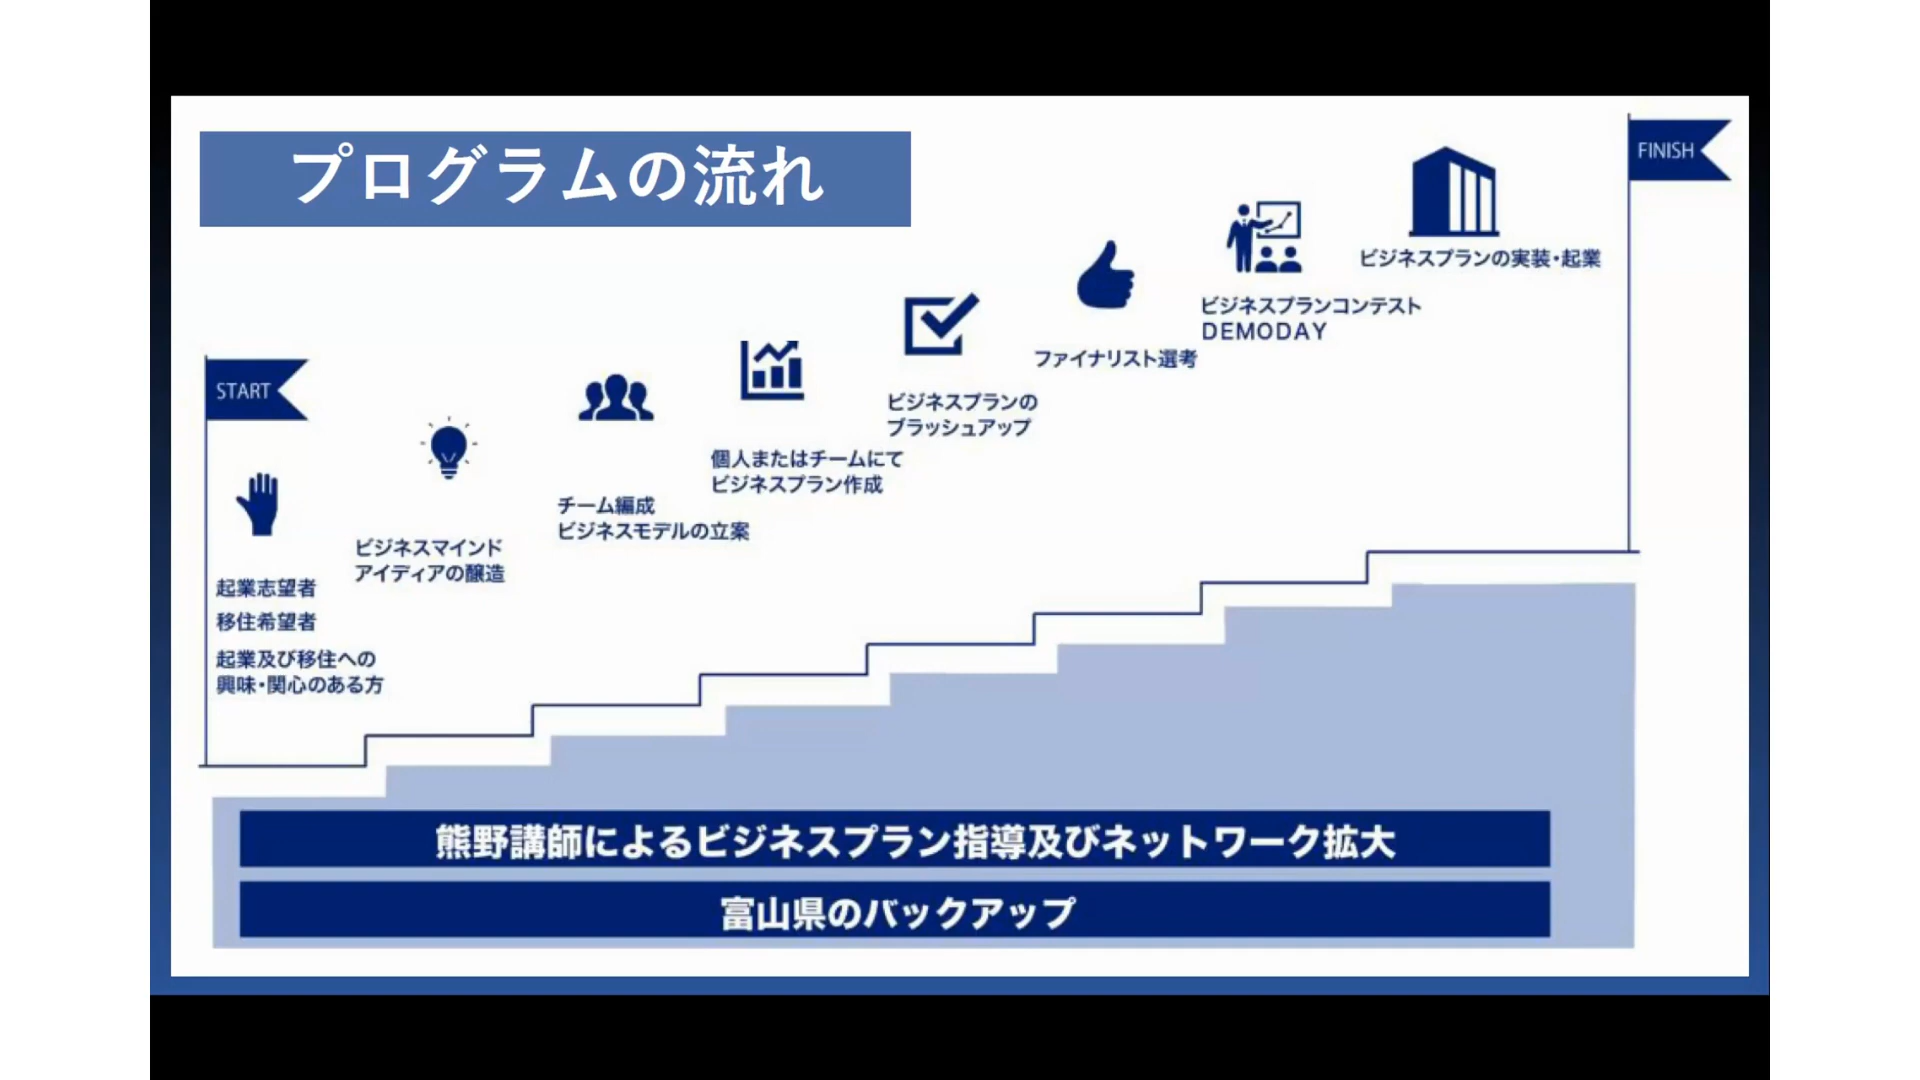 プログラムの流れ
START
起業志望者
移住希望者
起業及び移住への
興味・関心のある方
ビジネスマインド
アイディアの醸造
チーム編成
ビジネスモデルの立案
個人またはチームにて
ビジネスプラン作成
ビジネスプランの
ブラッシュアップ
ファイナリスト選考
ビジネスプランコンテスト
DEMODAY
ビジネスプランの実装・起業
FINISH
熊野講師によるビジネスプラン指導及びネットワーク拡大
富山県のバックアップ